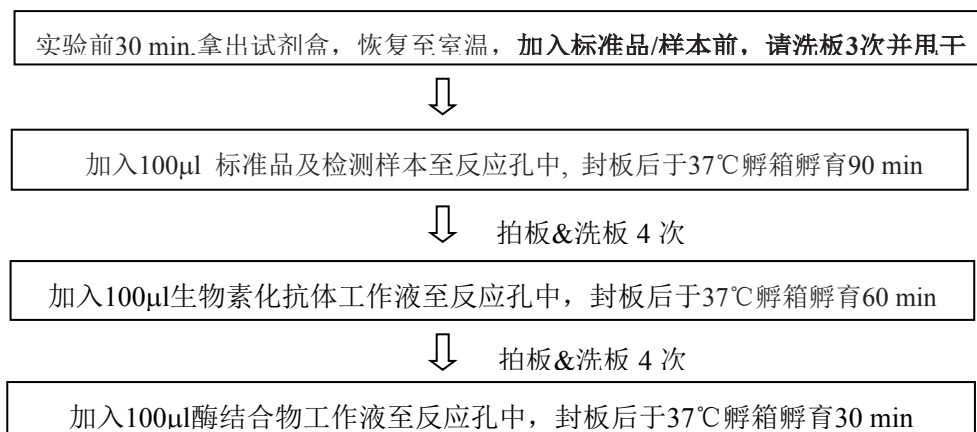 实验前30 min.拿出试剂盒，恢复至室温，加入标准品/样本前，请洗板3次并甩干
加入100μl 标准品及检测样本至反应孔中, 封板后于37℃孵箱孵育90 min
拍板&洗板 4 次
加入100μl生物素化抗体工作液至反应孔中，封板后于37℃孵箱孵育60 min
拍板&洗板 4 次
加入100μl酶结合物工作液至反应孔中，封板后于37℃孵箱孵育30 min